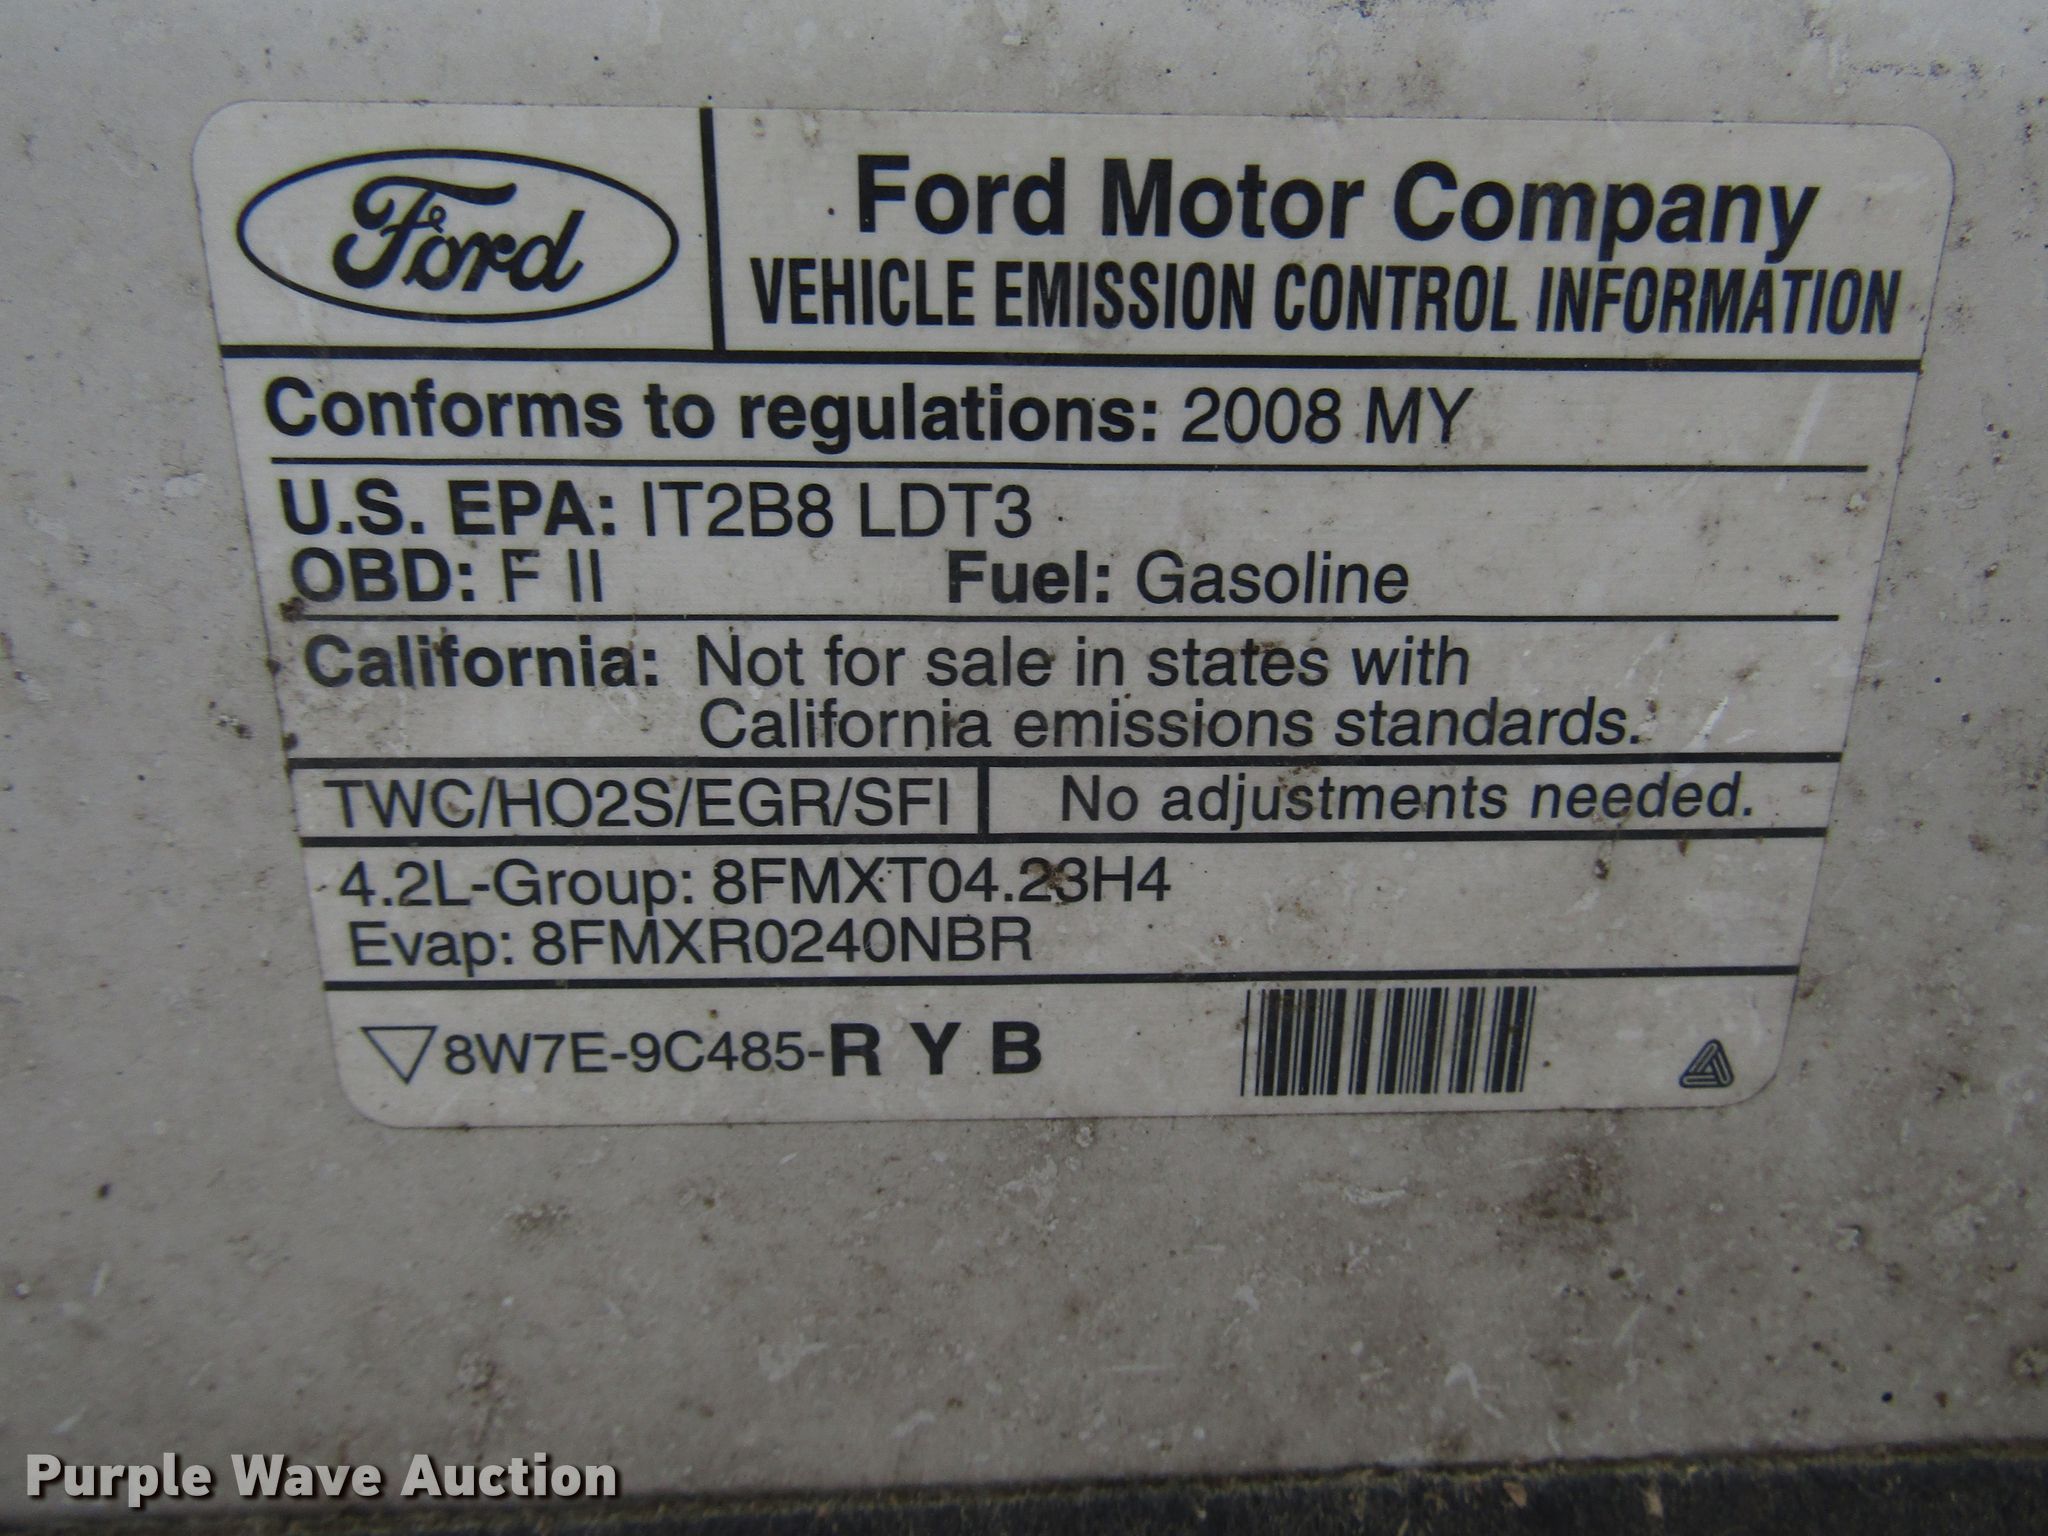 Ford
Ford Motor Company
VEHICLE EMISSION CONTROL INFORMATION
Conforms to regulations: 2008 MY
U.S. EPA: IT2B8 LDT3
OBD: F II Fuel: Gasoline
California: Not for sale in states with
California emissions standards.
TWC/HO2S/EGR/SFI No adjustments needed.
4.2L-Group: 8FMXT04.23H4
Evap: 8FMXR0240NBR
8W7E-9C485-R Y B
Purple Wave Auction